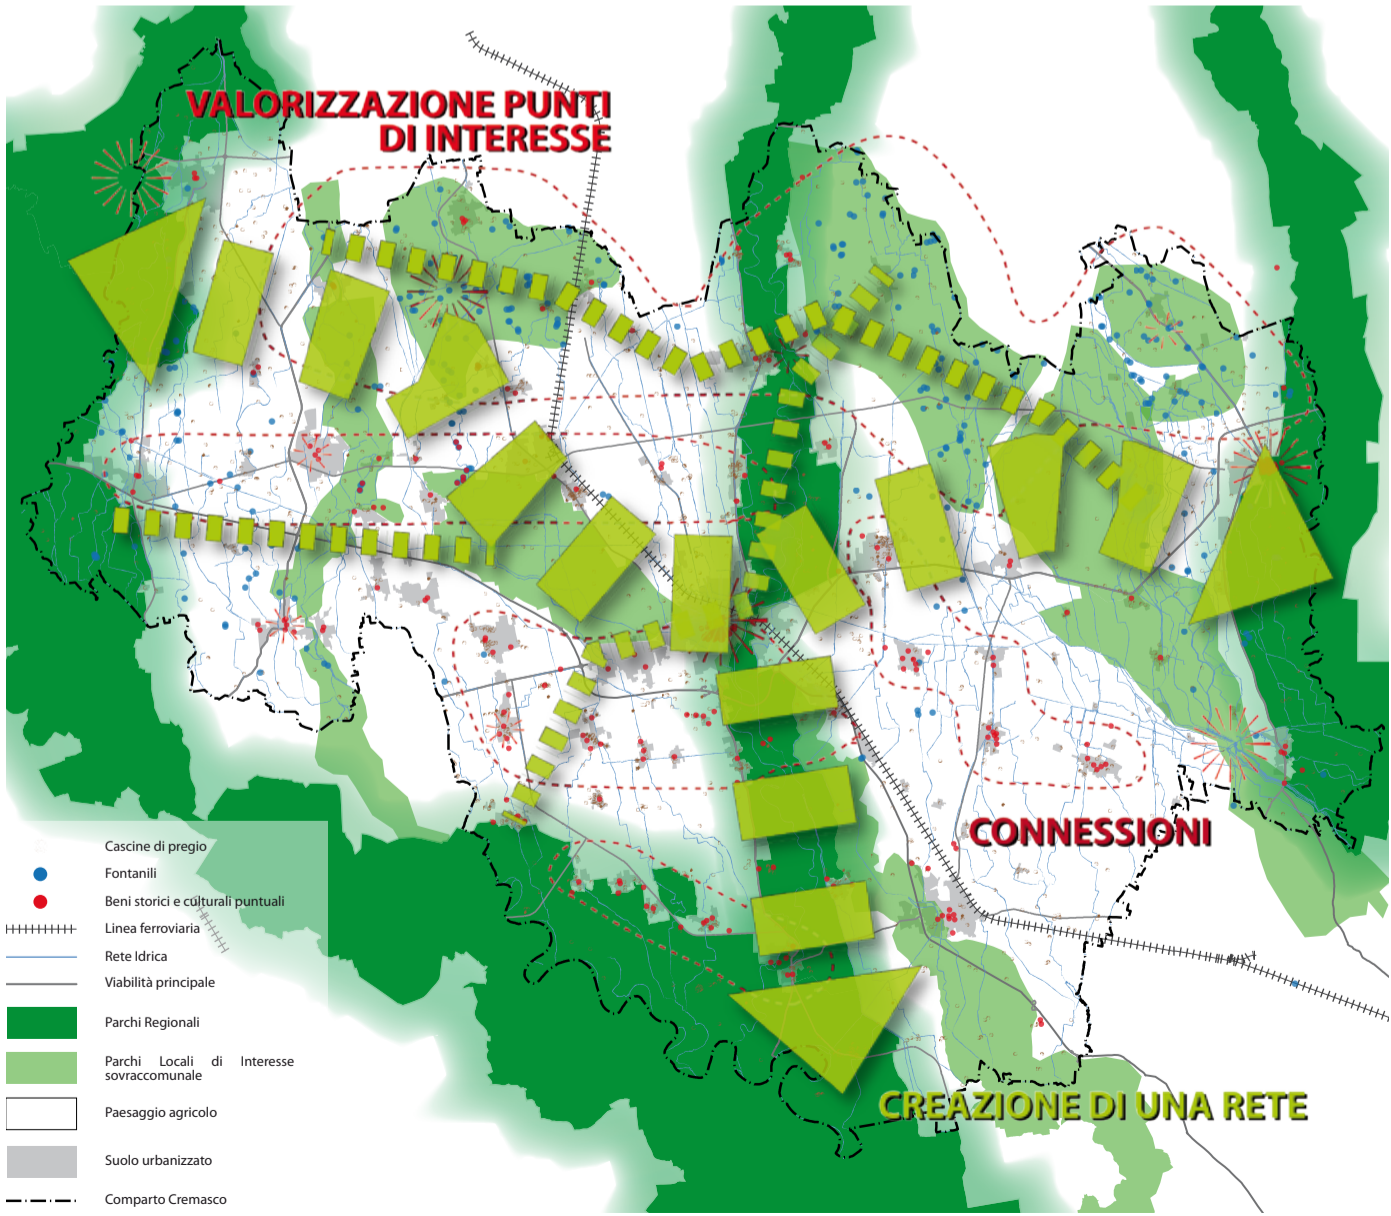 VALORIZZAZIONE PUNTI
DI INTERESSE
CONNESSIONI
CREAZIONE DI UNA RETE
Cascine di pregio
Fontanili
Beni storici e culturali puntuali
Linea ferroviaria
Rete Idrica
Viabilità principale
Parchi Regionali
Parchi Locali di Interesse
sovraccomunale
Paesaggio agricolo
Suolo urbanizzato
Comparto Cremasco